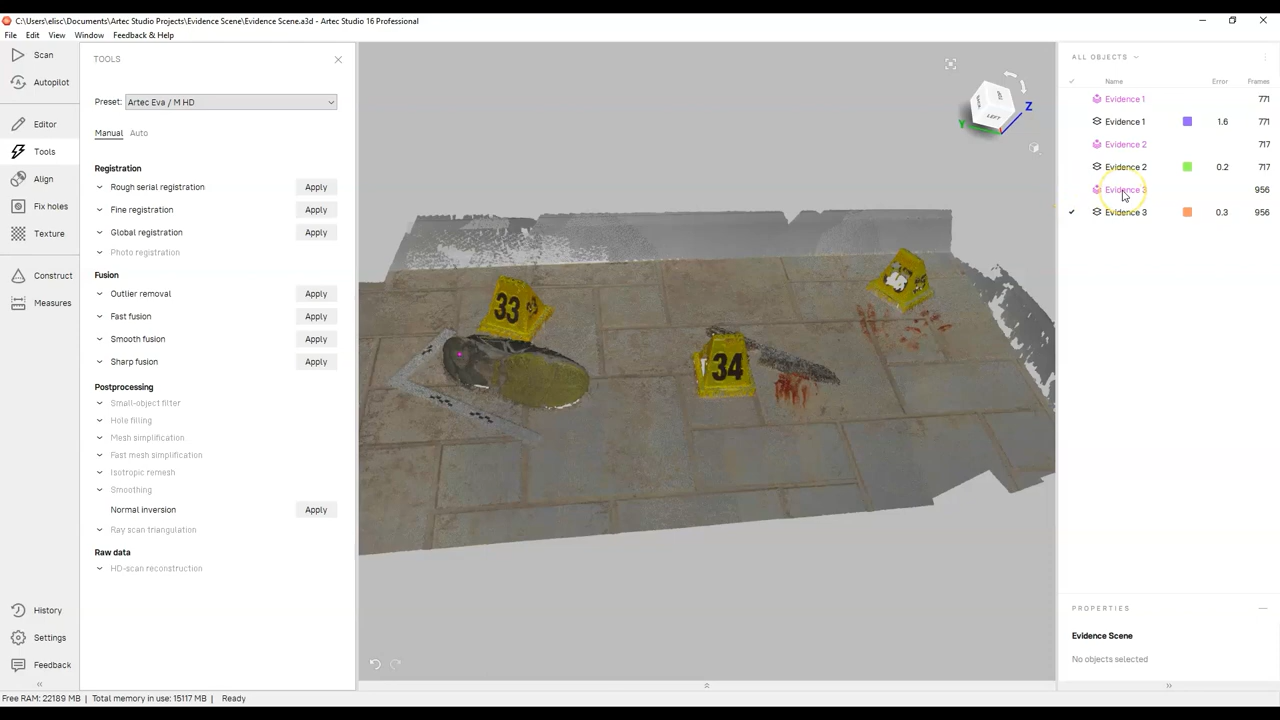 C:\Users\elisc\Documents\Artec Studio Projects\Evidence Scene\Evidence Scene.a3d - Artec Studio 16 Professional
File Edit View Window Feedback & Help
Scan
Autopilot
Editor
Tools
Align
Fix holes
Texture
Construct
Measures
History
Settings
Feedback
TOOLS
Preset: Artec Eva / M HD
Manual Auto
Registration
Rough serial registration Apply
Fine registration Apply
Global registration Apply
Photo registration
Fusion
Outlier removal Apply
Fast fusion Apply
Smooth fusion Apply
Sharp fusion Apply
Postprocessing
Small-object filter
Hole filling
Mesh simplification
Fast mesh simplification
Isotropic remesh
Smoothing
Normal inversion Apply
Ray scan triangulation
Raw data
HD-scan reconstruction
33
34
Z
Y
LEFT
ALL OBJECTS
Name Error Frames
Evidence 1 771
Evidence 1 1.6 771
Evidence 2 717
Evidence 2 0.2 717
Evidence 3 956
Evidence 3 0.3 956
PROPERTIES
Evidence Scene
No objects selected
Free RAM: 22189 MB | Total memory in use: 15117 MB | Ready